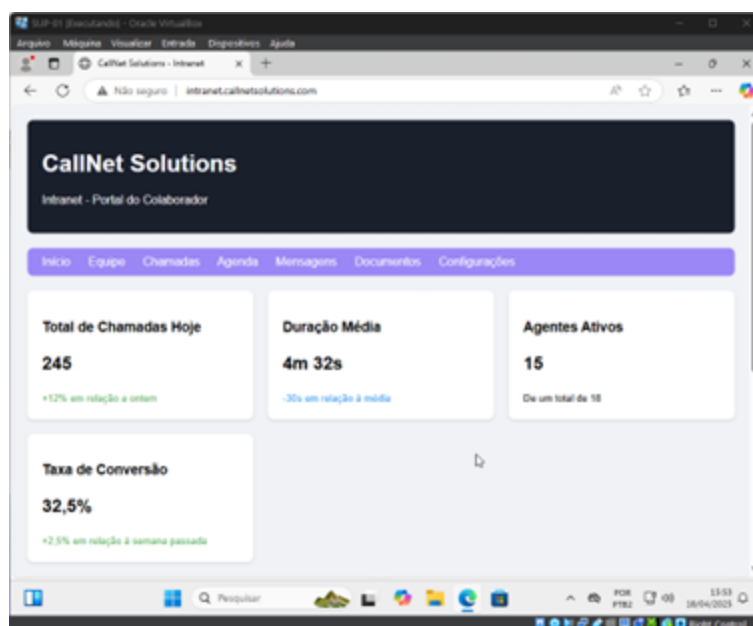 SUP-01 [Executando] - Oracle VirtualBox
Arquivo Máquina Visualizar Entrada Dispositivos Ajuda
CallNet Solutions - Intranet
Não seguro intranet.callnetsolutions.com
CallNet Solutions
Intranet - Portal do Colaborador
Início Equipe Chamadas Agenda Mensagens Documentos Configurações
Total de Chamadas Hoje
245
+12% em relação a ontem
Duração Média
4m 32s
-30s em relação à média
Agentes Ativos
15
De um total de 18
Taxa de Conversão
32,5%
+2,5% em relação à semana passada
Pesquisar
POR
PTB2
13:53
18/04/2025
Right Control